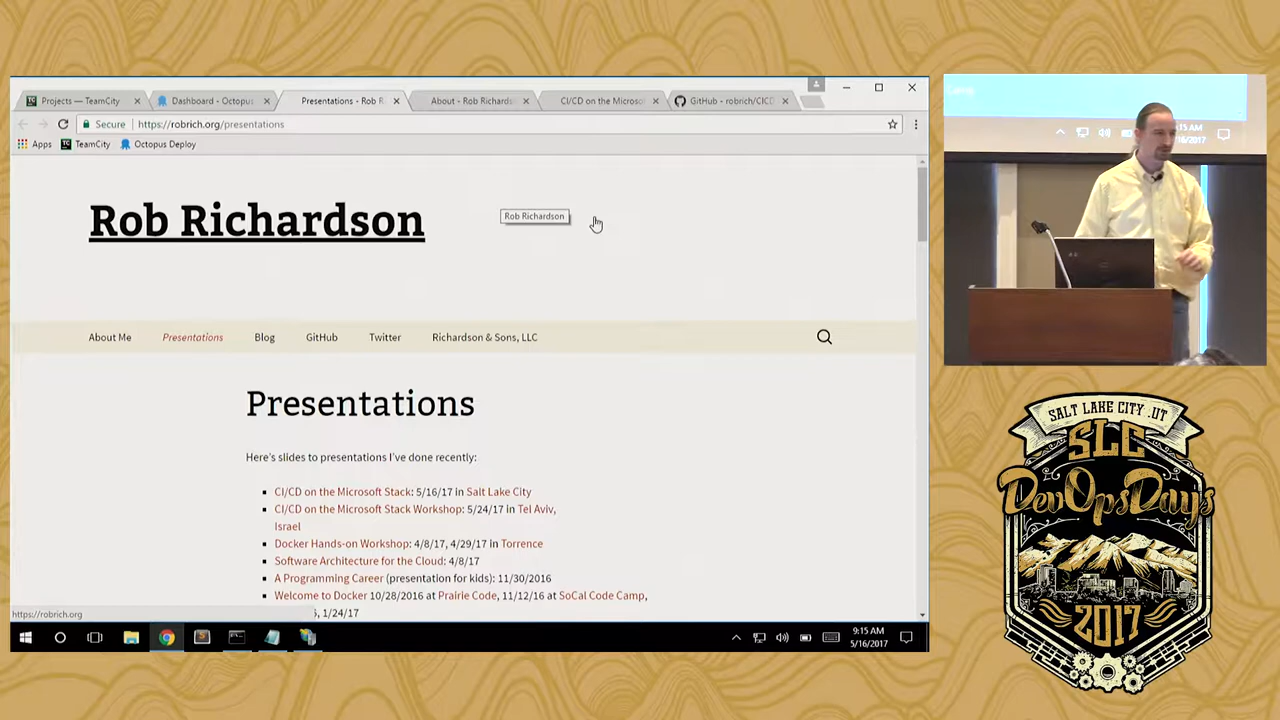 Projects — TeamCity
Dashboard - Octopus
Presentations - Rob R
About - Rob Richards
CI/CD on the Microso
GitHub - robrich/CICD
Secure
https://robrich.org/presentations
Apps
TeamCity
Octopus Deploy
Rob Richardson
Rob Richardson
About Me
Presentations
Blog
GitHub
Twitter
Richardson & Sons, LLC
Presentations
Here's slides to presentations I've done recently:
CI/CD on the Microsoft Stack: 5/16/17 in Salt Lake City
CI/CD on the Microsoft Stack Workshop: 5/24/17 in Tel Aviv,
Israel
Docker Hands-on Workshop: 4/8/17, 4/29/17 in Torrence
Software Architecture for the Cloud: 4/8/17
A Programming Career (presentation for kids): 11/30/2016
Welcome to Docker 10/28/2016 at Prairie Code, 11/12/16 at SoCal Code Camp,
https://robrich.org
, 1/24/17
9:15 AM
5/16/2017
SALT LAKE CITY .UT
SLC
DevOpsDays
2017